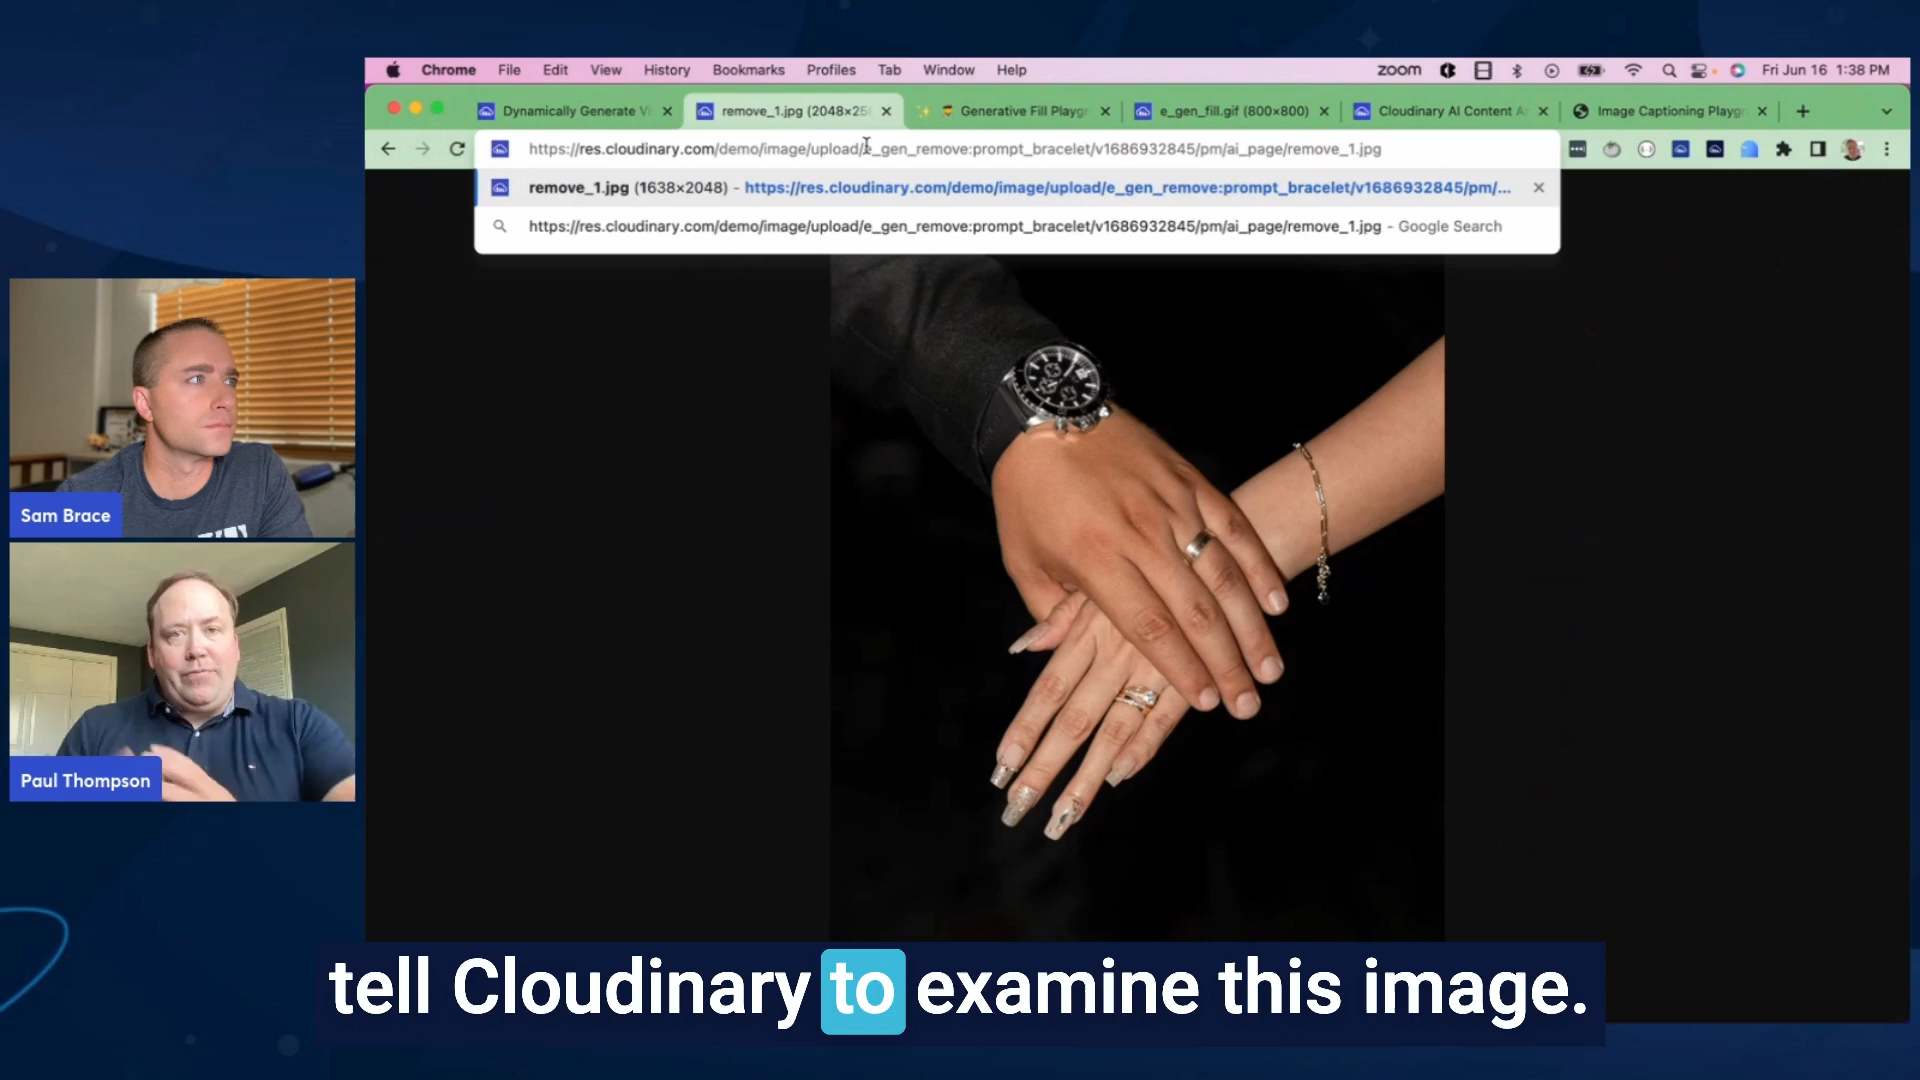 Chrome File Edit View History Bookmarks Profiles Tab Window Help
zoom Fri Jun 16 1:38 PM
Dynamically Generate Vi
remove_1.jpg (2048×25
Generative Fill Playgr
e_gen_fill.gif (800×800)
Cloudinary AI Content A
Image Captioning Playgr
https://res.cloudinary.com/demo/image/upload/e_gen_remove:prompt_bracelet/v1686932845/pm/ai_page/remove_1.jpg
remove_1.jpg (1638×2048) - https://res.cloudinary.com/demo/image/upload/e_gen_remove:prompt_bracelet/v1686932845/pm/...
https://res.cloudinary.com/demo/image/upload/e_gen_remove:prompt_bracelet/v1686932845/pm/ai_page/remove_1.jpg - Google Search
Sam Brace
Paul Thompson
tell Cloudinary to examine this image.